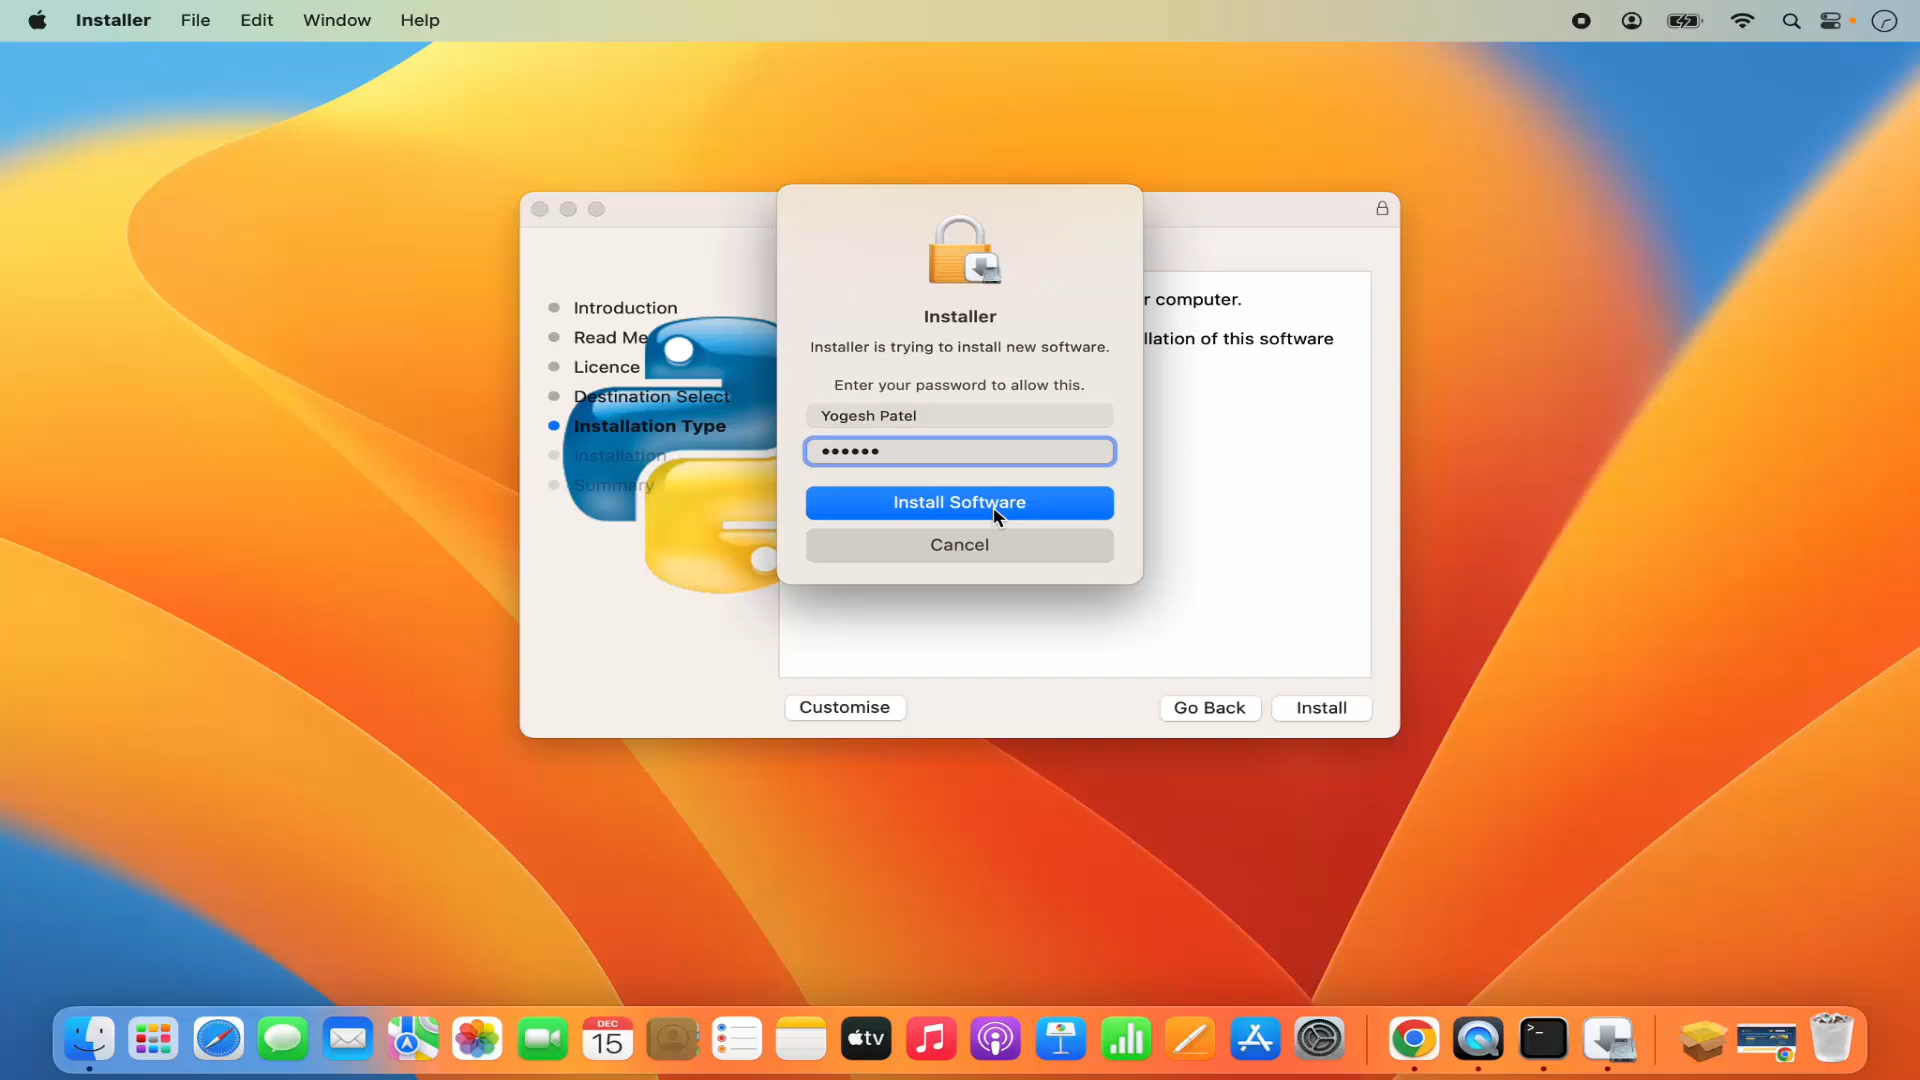 Installer File Edit Window Help
Introduction
Read Me
Licence
Destination Select
Installation Type
Installation
Summary
r computer.
llation of this software
Installer
Installer is trying to install new software.
Enter your password to allow this.
Yogesh Patel
••••••
Install Software
Cancel
Customise
Go Back
Install
DEC
15
tv
>_